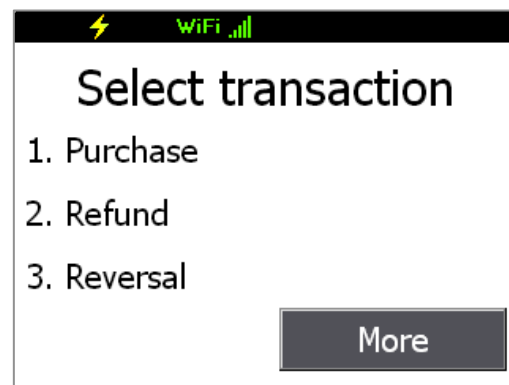 WiFi
Select transaction
1. Purchase
2. Refund
3. Reversal
More